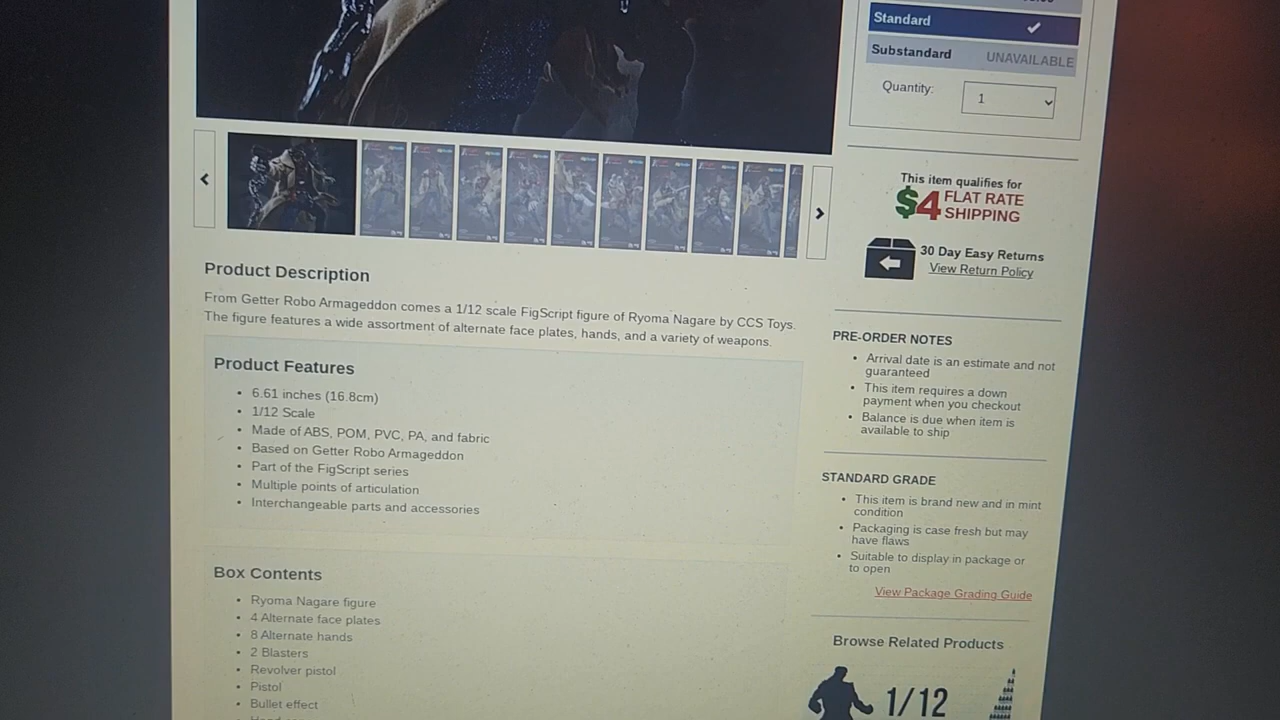 Standard
Substandard UNAVAILABLE
Quantity: 1
This item qualifies for
$4 FLAT RATE
SHIPPING
30 Day Easy Returns
View Return Policy
Product Description
From Getter Robo Armageddon comes a 1/12 scale FigScript figure of Ryoma Nagare by CCS Toys.
The figure features a wide assortment of alternate face plates, hands, and a variety of weapons.
Product Features
• 6.61 inches (16.8cm)
• 1/12 Scale
• Made of ABS, POM, PVC, PA, and fabric
• Based on Getter Robo Armageddon
• Part of the FigScript series
• Multiple points of articulation
• Interchangeable parts and accessories
Box Contents
• Ryoma Nagare figure
• 4 Alternate face plates
• 8 Alternate hands
• 2 Blasters
• Revolver pistol
• Pistol
• Bullet effect
PRE-ORDER NOTES
• Arrival date is an estimate and not
guaranteed
• This item requires a down
payment when you checkout
• Balance is due when item is
available to ship
STANDARD GRADE
• This item is brand new and in mint
condition
• Packaging is case fresh but may
have flaws
• Suitable to display in package or
to open
View Package Grading Guide
Browse Related Products
1/12